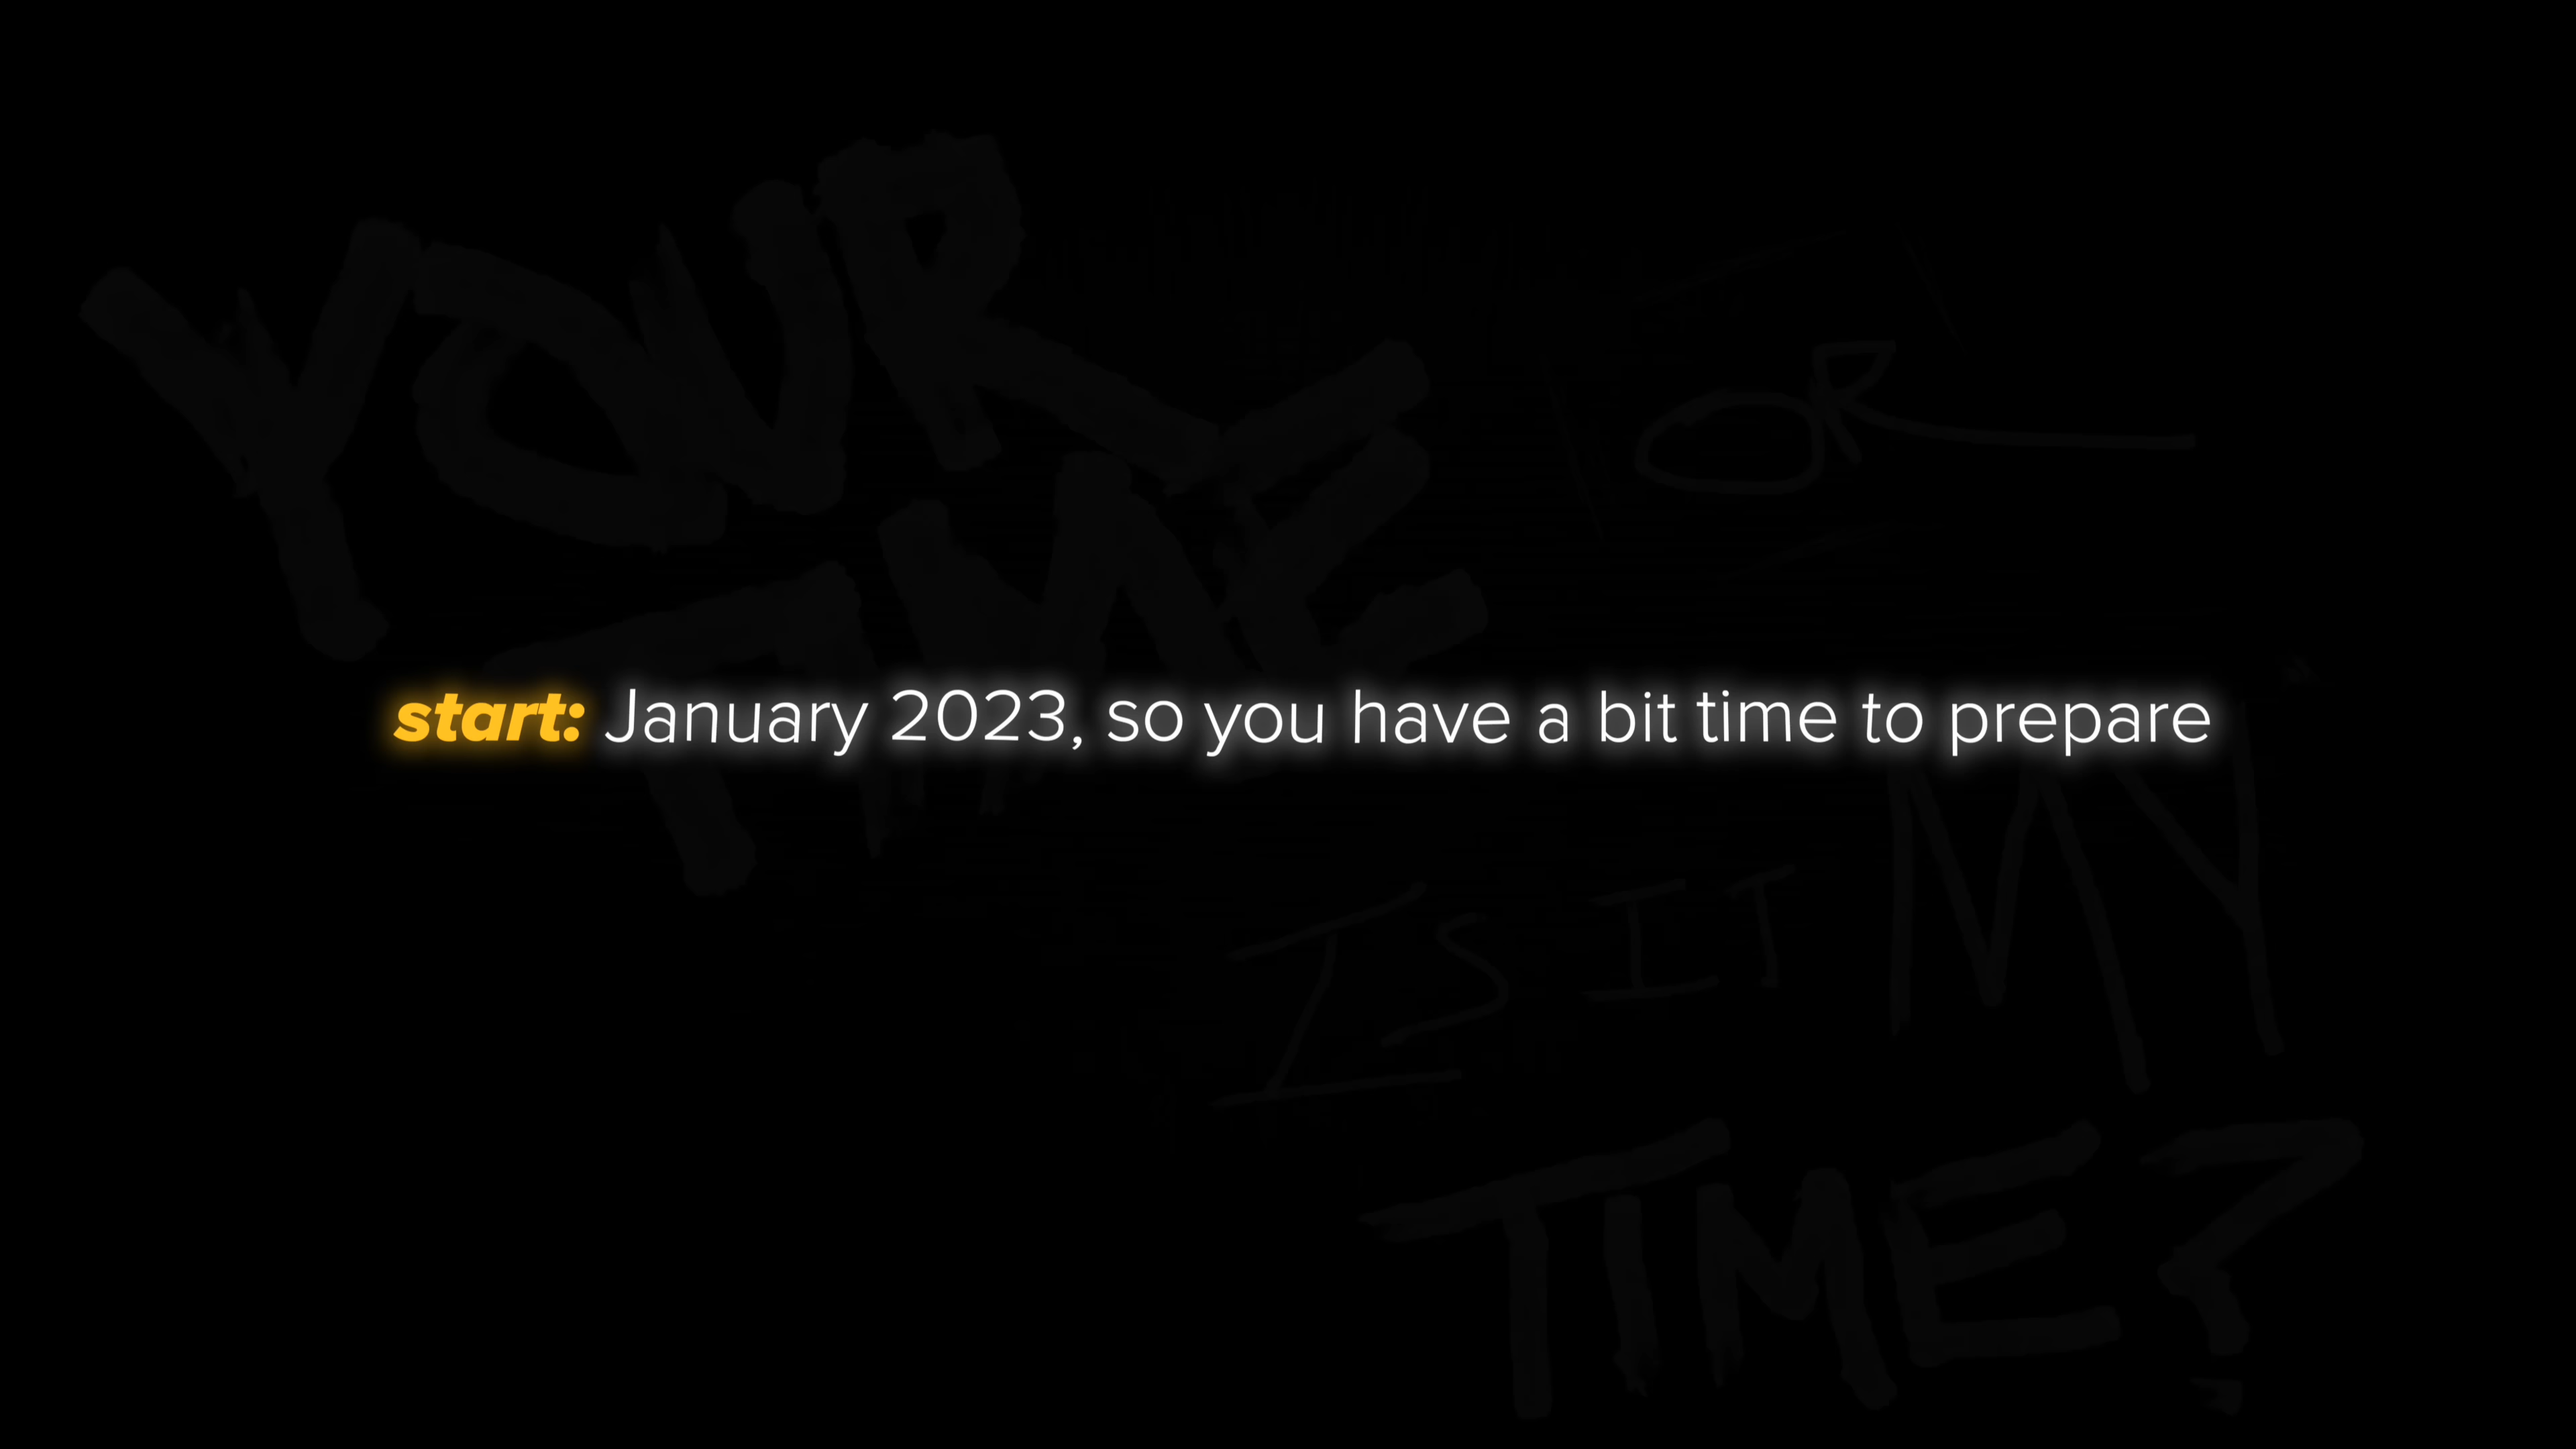 YOUR
TIME
OR
start: January 2023, so you have a bit time to prepare
IS IT MY
TIME?